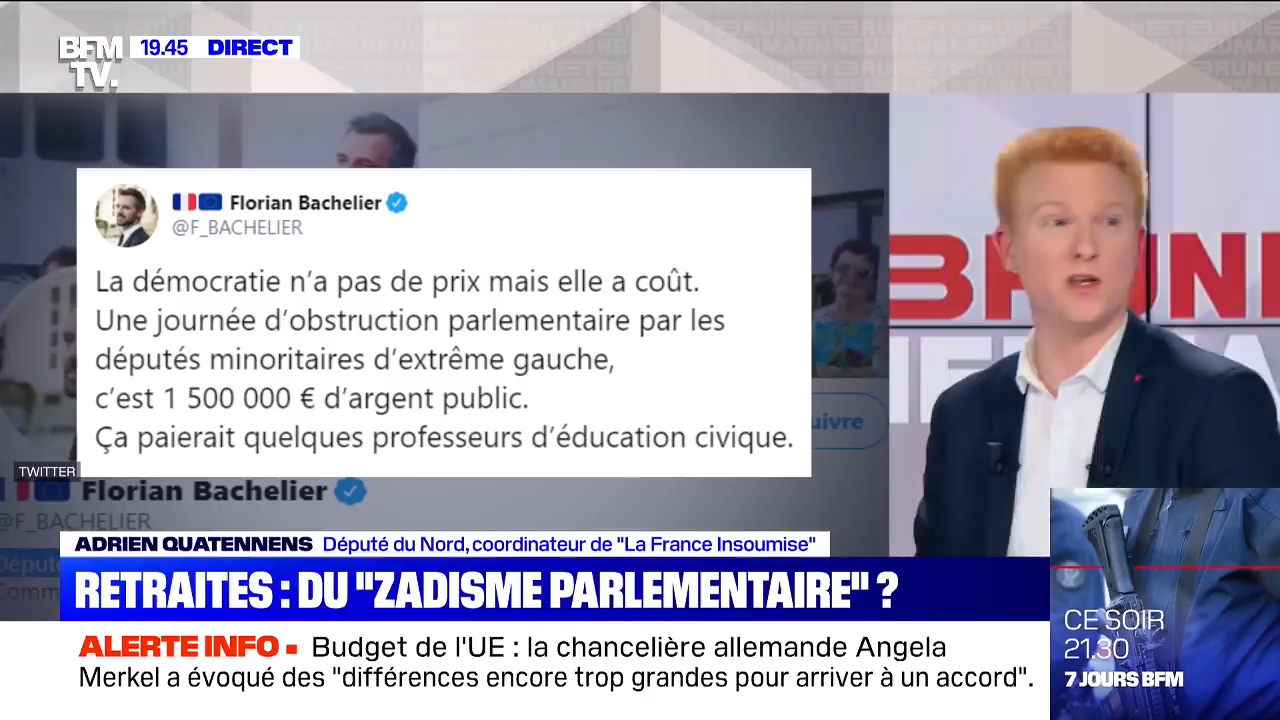 BFM
TV.
19.45 DIRECT
Florian Bachelier
@F_BACHELIER
La démocratie n'a pas de prix mais elle a coût.
Une journée d'obstruction parlementaire par les
députés minoritaires d'extrême gauche,
c'est 1 500 000 € d'argent public.
Ça paierait quelques professeurs d'éducation civique.
uivre
TWITTER
Florian Bachelier
@F_BACHELIER
Député
Comm
BRUNE
ADRIEN QUATENNENS Député du Nord, coordinateur de "La France Insoumise"
RETRAITES : DU "ZADISME PARLEMENTAIRE" ?
ALERTE INFO Budget de l'UE : la chancelière allemande Angela
Merkel a évoqué des "différences encore trop grandes pour arriver à un accord".
CE SOIR
21.30
7 JOURS BFM